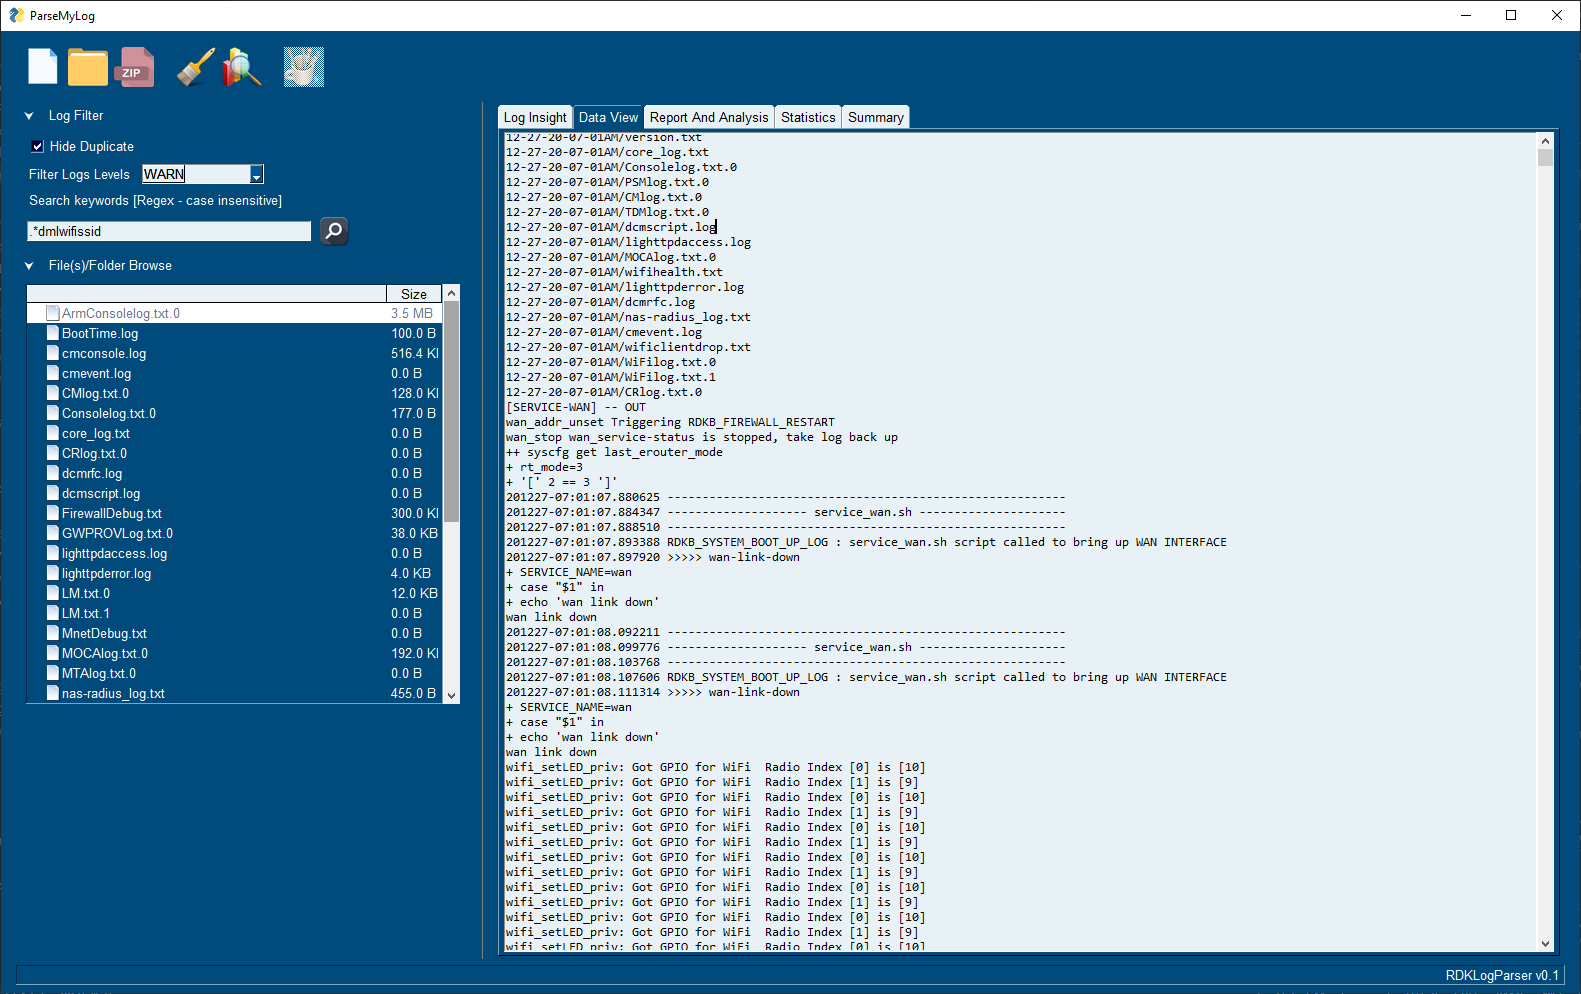 ParseMyLog
ZIP
Log Filter
Hide Duplicate
Filter Logs Levels WARN
Search keywords [Regex - case insensitive]
.*dmlwifissid
File(s)/Folder Browse
Size
ArmConsolelog.txt.0 3.5 MB
BootTime.log 100.0 B
cmconsole.log 516.4 KI
cmevent.log 0.0 B
CMlog.txt.0 128.0 KI
Consolelog.txt.0 177.0 B
core_log.txt 0.0 B
CRlog.txt.0 0.0 B
dcmrfc.log 0.0 B
dcmscript.log 0.0 B
FirewallDebug.txt 300.0 KI
GWPROVLog.txt.0 38.0 KB
lighttpdaccess.log 0.0 B
lighttpderror.log 4.0 KB
LM.txt.0 12.0 KB
LM.txt.1 0.0 B
MnetDebug.txt 0.0 B
MOCAlog.txt.0 192.0 KI
MTAlog.txt.0 0.0 B
nas-radius_log.txt 455.0 B
Log Insight Data View Report And Analysis Statistics Summary
12-27-20-07-01AM/version.txt
12-27-20-07-01AM/core_log.txt
12-27-20-07-01AM/Consolelog.txt.0
12-27-20-07-01AM/PSMlog.txt.0
12-27-20-07-01AM/CMlog.txt.0
12-27-20-07-01AM/TDMlog.txt.0
12-27-20-07-01AM/dcmscript.log
12-27-20-07-01AM/lighttpdaccess.log
12-27-20-07-01AM/MOCAlog.txt.0
12-27-20-07-01AM/wifihealth.txt
12-27-20-07-01AM/lighttpderror.log
12-27-20-07-01AM/dcmrfc.log
12-27-20-07-01AM/nas-radius_log.txt
12-27-20-07-01AM/cmevent.log
12-27-20-07-01AM/wificlientdrop.txt
12-27-20-07-01AM/WiFilog.txt.0
12-27-20-07-01AM/WiFilog.txt.1
12-27-20-07-01AM/CRlog.txt.0
[SERVICE-WAN] -- OUT
wan_addr_unset Triggering RDKB_FIREWALL_RESTART
wan_stop wan_service-status is stopped, take log back up
++ syscfg get last_erouter_mode
+ rt_mode=3
+ '[' 2 == 3 ']'
201227-07:01:07.880625 ---------------------------------------------------------
201227-07:01:07.884347 -------------------- service_wan.sh ---------------------
201227-07:01:07.888510 ---------------------------------------------------------
201227-07:01:07.893388 RDKB_SYSTEM_BOOT_UP_LOG : service_wan.sh script called to bring up WAN INTERFACE
201227-07:01:07.897920 >>>>> wan-link-down
+ SERVICE_NAME=wan
+ case "$1" in
+ echo 'wan link down'
wan link down
201227-07:01:08.092211 ---------------------------------------------------------
201227-07:01:08.099776 -------------------- service_wan.sh ---------------------
201227-07:01:08.103768 ---------------------------------------------------------
201227-07:01:08.107606 RDKB_SYSTEM_BOOT_UP_LOG : service_wan.sh script called to bring up WAN INTERFACE
201227-07:01:08.111314 >>>>> wan-link-down
+ SERVICE_NAME=wan
+ case "$1" in
+ echo 'wan link down'
wan link down
wifi_setLED_priv: Got GPIO for WiFi  Radio Index [0] is [10]
wifi_setLED_priv: Got GPIO for WiFi  Radio Index [1] is [9]
wifi_setLED_priv: Got GPIO for WiFi  Radio Index [0] is [10]
wifi_setLED_priv: Got GPIO for WiFi  Radio Index [1] is [9]
wifi_setLED_priv: Got GPIO for WiFi  Radio Index [0] is [10]
wifi_setLED_priv: Got GPIO for WiFi  Radio Index [1] is [9]
wifi_setLED_priv: Got GPIO for WiFi  Radio Index [0] is [10]
wifi_setLED_priv: Got GPIO for WiFi  Radio Index [1] is [9]
wifi_setLED_priv: Got GPIO for WiFi  Radio Index [0] is [10]
wifi_setLED_priv: Got GPIO for WiFi  Radio Index [1] is [9]
wifi_setLED_priv: Got GPIO for WiFi  Radio Index [0] is [10]
wifi_setLED_priv: Got GPIO for WiFi  Radio Index [1] is [9]
wifi_setLED_priv: Got GPIO for WiFi  Radio Index [0] is [10]
RDKLogParser v0.1